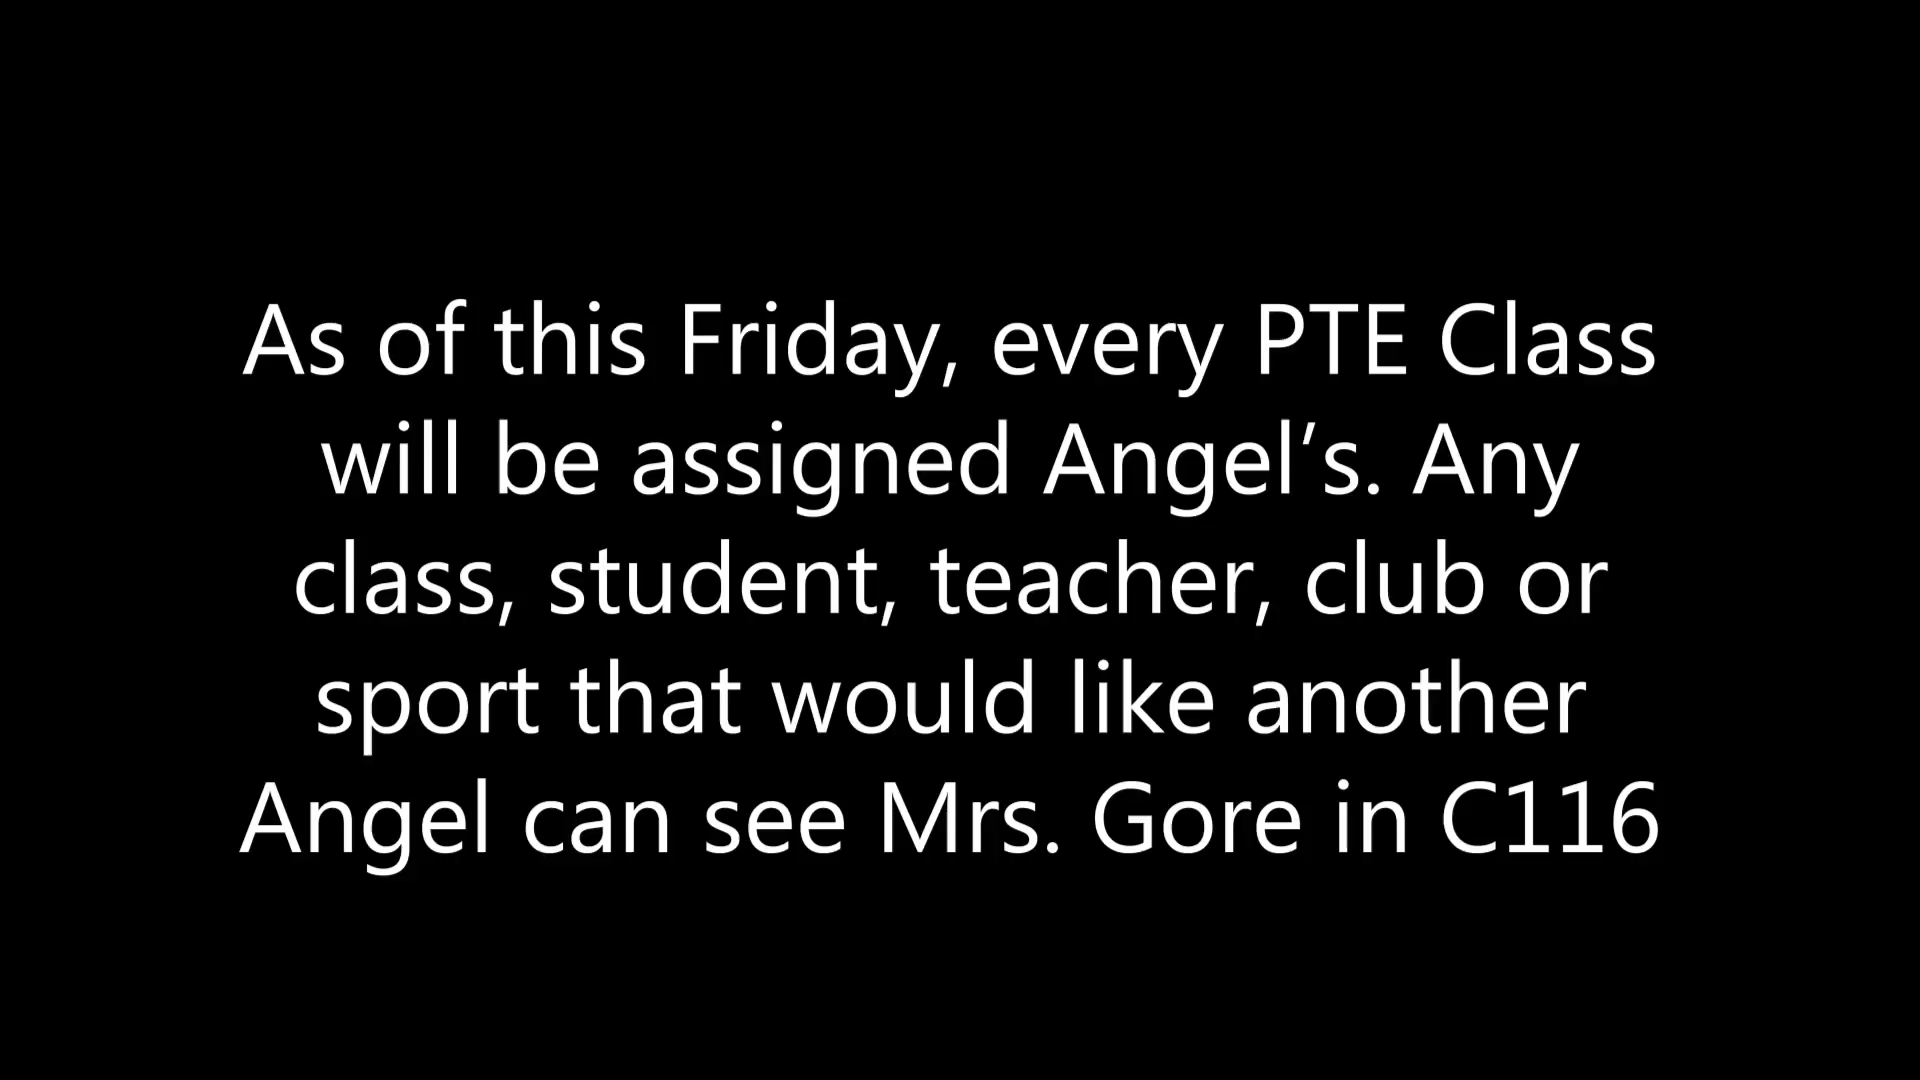 As of this Friday, every PTE Class
will be assigned Angel’s. Any
class, student, teacher, club or
sport that would like another
Angel can see Mrs. Gore in C116